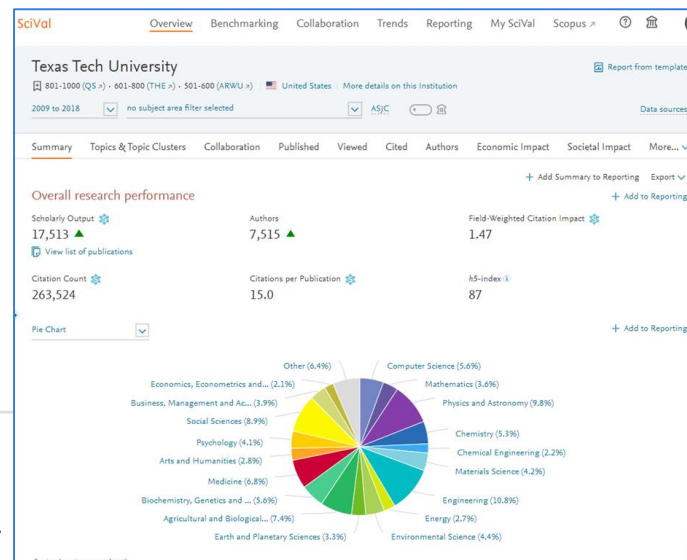 SciVal Overview Benchmarking Collaboration Trends Reporting My SciVal Scopus ↗
Texas Tech University
801-1000 (QS ↗) • 601-800 (THE ↗) • 501-600 (ARWU ↗) United States More details on this Institution
Report from template
2009 to 2018 no subject area filter selected ASJC Data sources
Summary Topics & Topic Clusters Collaboration Published Viewed Cited Authors Economic Impact Societal Impact More...
+ Add Summary to Reporting Export
Overall research performance + Add to Reporting
Scholarly Output Authors Field-Weighted Citation Impact
17,513 7,515 1.47
View list of publications
Citation Count Citations per Publication h5-index
263,524 15.0 87
Pie Chart + Add to Reporting
Other (6.4%) Computer Science (5.6%)
Economics, Econometrics and... (2.1%) Mathematics (3.6%)
Business, Management and Ac... (3.9%) Physics and Astronomy (9.8%)
Social Sciences (8.9%)
Psychology (4.1%) Chemistry (5.3%)
Arts and Humanities (2.8%) Chemical Engineering (2.2%)
Medicine (6.8%) Materials Science (4.2%)
Biochemistry, Genetics and ... (5.6%) Engineering (10.8%)
Agricultural and Biological... (7.4%) Energy (2.7%)
Earth and Planetary Sciences (3.3%) Environmental Science (4.4%)